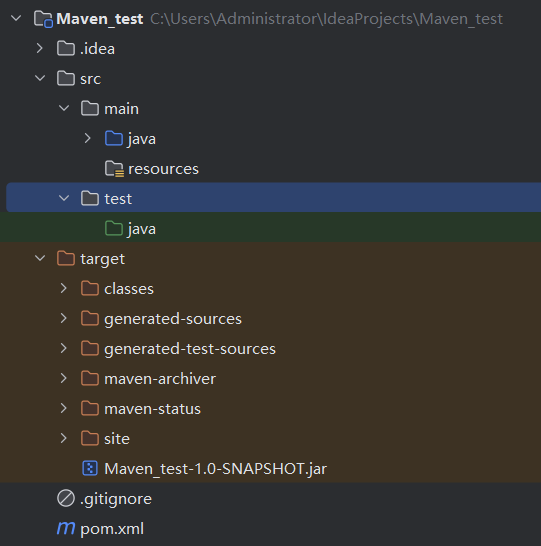 Maven_test C:\Users\Administrator\IdeaProjects\Maven_test
.idea
src
main
java
resources
test
java
target
classes
generated-sources
generated-test-sources
maven-archiver
maven-status
site
Maven_test-1.0-SNAPSHOT.jar
.gitignore
m pom.xml